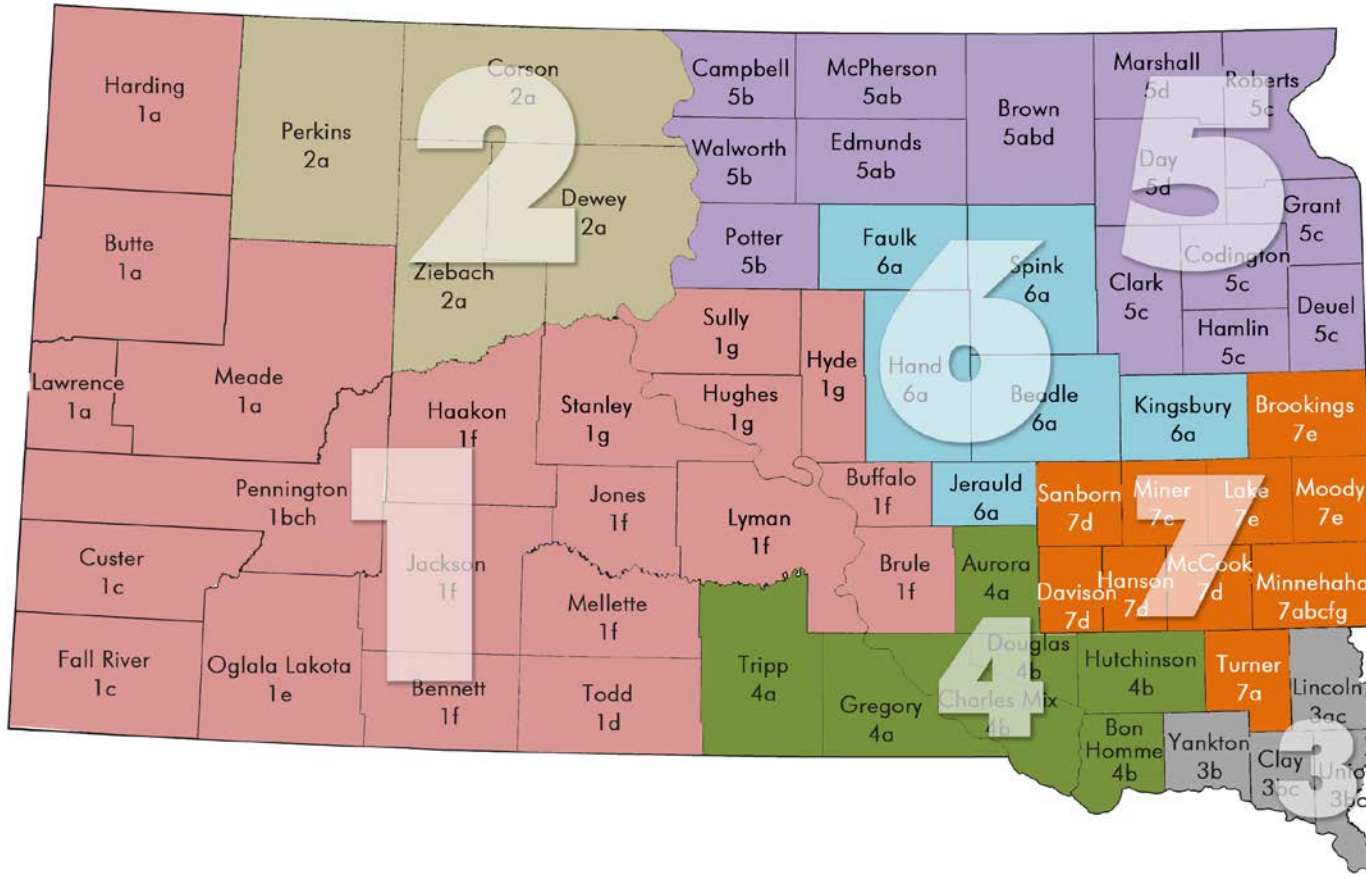 Harding
1a
Perkins
2a
Corson
2a
Campbell
5b
McPherson
5ab
Brown
5abd
Marshall
5d
Roberts
5c
Walworth
5b
Edmunds
5ab
Day
5d
Butte
1a
Dewey
2a
Ziebach
2a
Potter
5b
Faulk
6a
Spink
6a
Grant
5c
Codington
5c
Clark
5c
Hamlin
5c
Deuel
5c
Lawrence
1a
Meade
1a
Sully
1g
Hyde
1g
Hand
6a
Beadle
6a
Haakon
1f
Stanley
1g
Hughes
1g
Kingsbury
6a
Brookings
7e
Pennington
1bch
Jones
1f
Lyman
1f
Buffalo
1f
Jerauld
6a
Sanborn
7d
Miner
7e
Lake
7e
Moody
7e
Custer
1c
Jackson
1f
Mellette
1f
Brule
1f
Aurora
4a
Davison
7d
Hanson
7d
McCook
7d
Minnehaha
7abcfg
Fall River
1c
Oglala Lakota
1e
Bennett
1f
Todd
1d
Tripp
4a
Gregory
4a
Douglas
4b
Charles Mix
4b
Hutchinson
4b
Turner
7a
Lincoln
3ac
Bon
Homme
4b
Yankton
3b
Clay
3bc
1
2
3
4
5
6
7